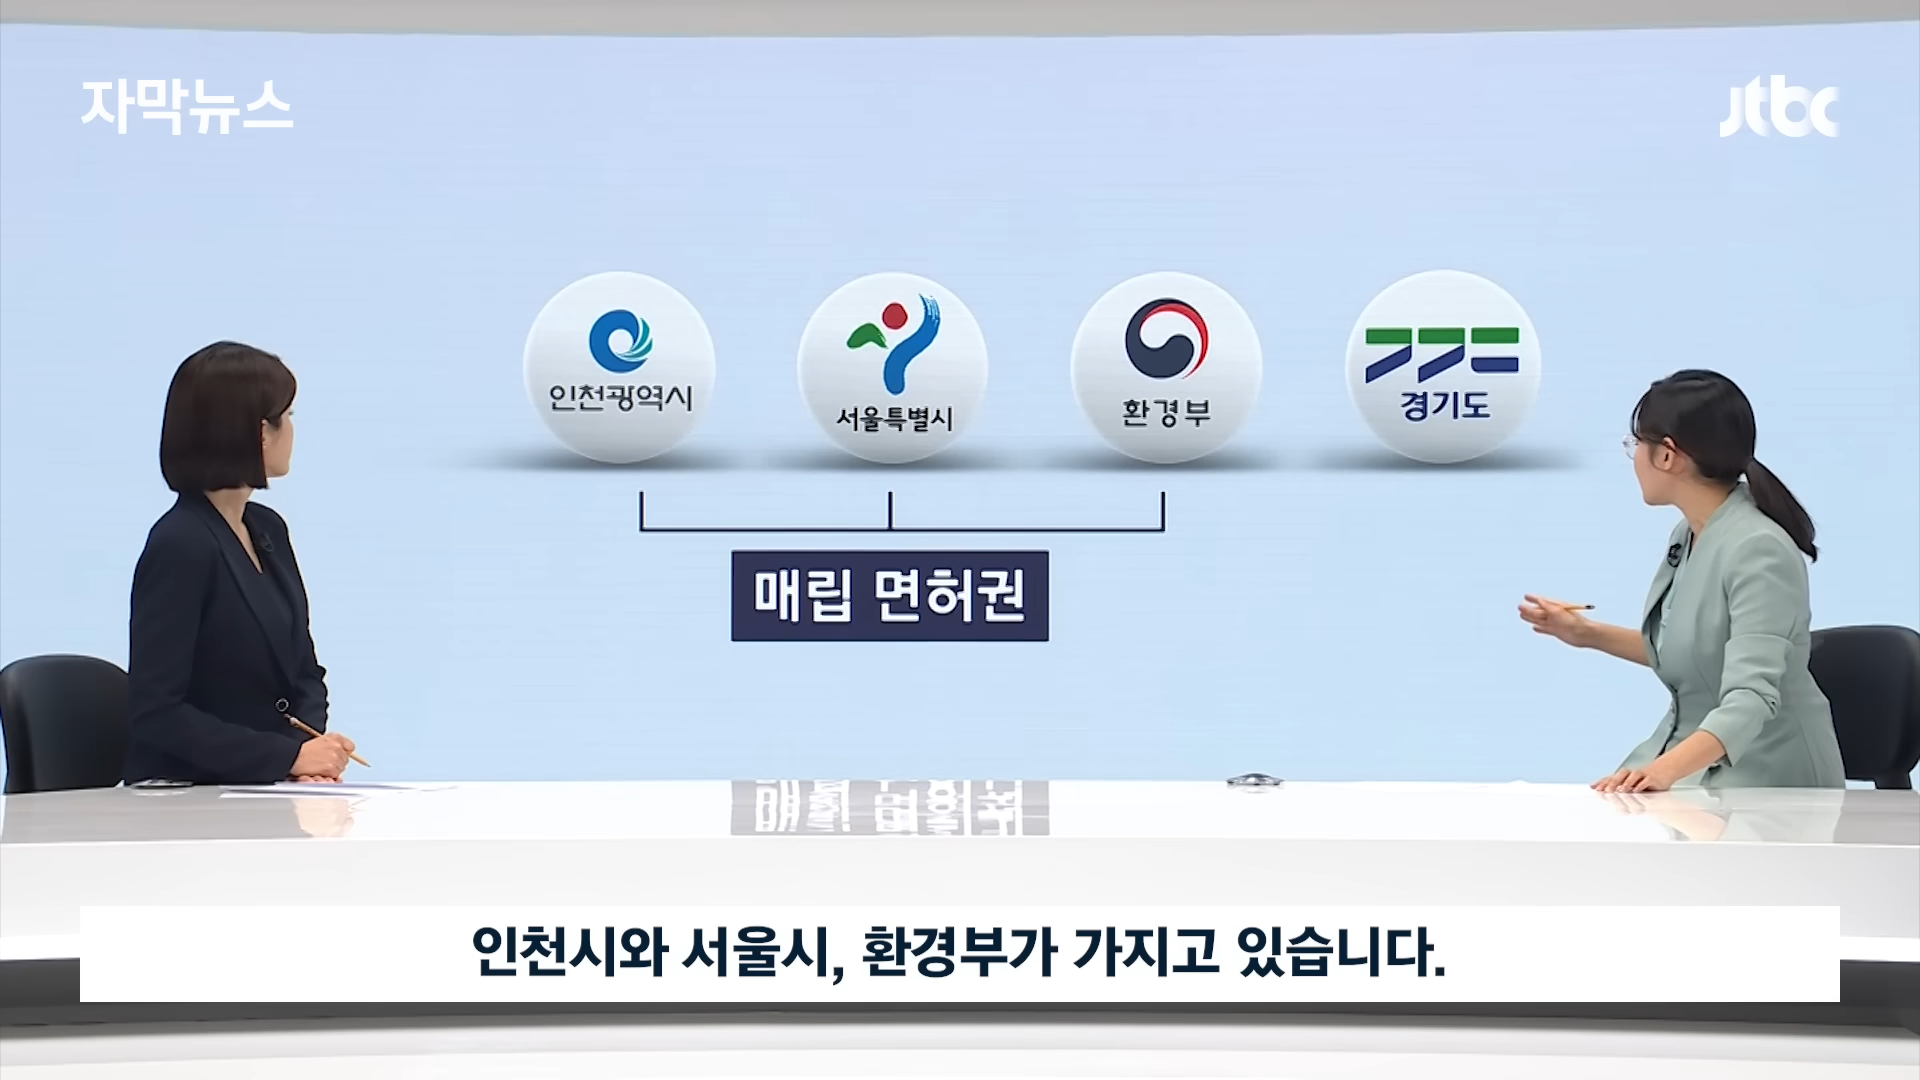 자막뉴스
jtbc
인천광역시
서울특별시
환경부
경기도
매립 면허권
인천시와 서울시, 환경부가 가지고 있습니다.